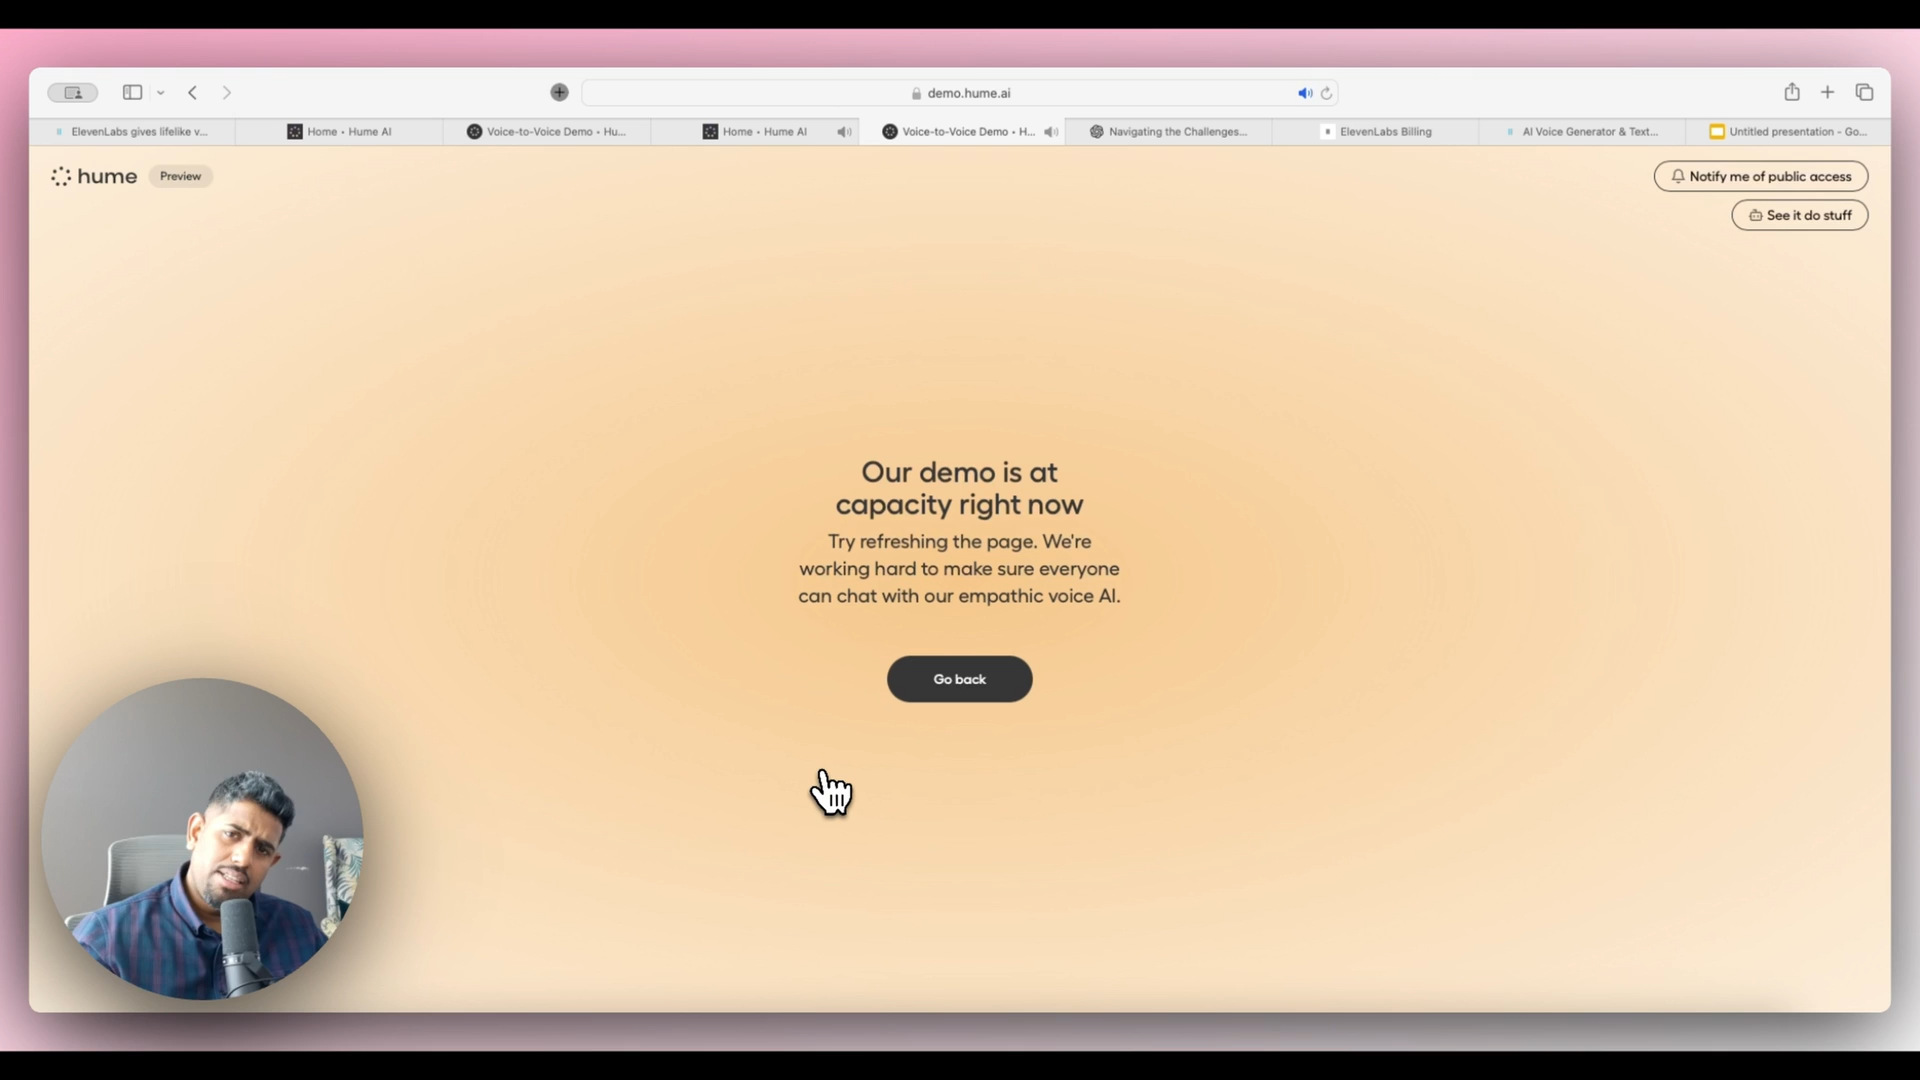 demo.hume.ai
ElevenLabs gives lifelike v...
Home • Hume AI
Voice-to-Voice Demo • Hu...
Home • Hume AI
Voice-to-Voice Demo • H...
Navigating the Challenges...
ElevenLabs Billing
AI Voice Generator & Text...
Untitled presentation - Go...
hume
Preview
Notify me of public access
See it do stuff
Our demo is at
capacity right now
Try refreshing the page. We're
working hard to make sure everyone
can chat with our empathic voice AI.
Go back